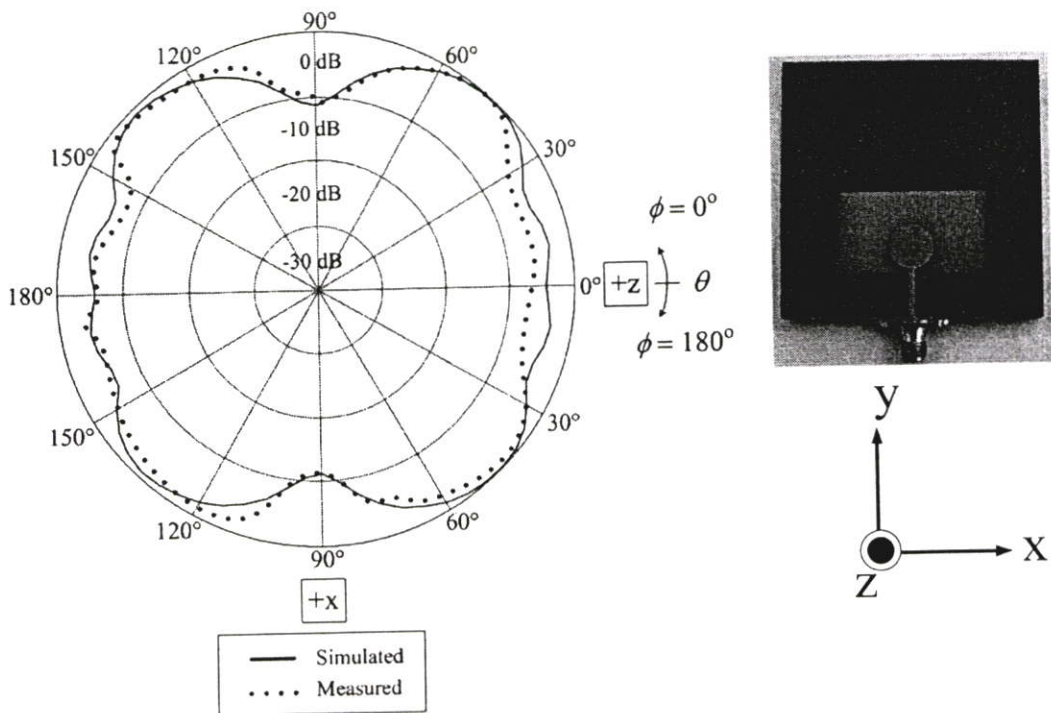 90°
120°
0 dB
60°
-10 dB
150°
30°
-20 dB
ϕ = 0°
-30 dB
180°
0°
+z
θ
ϕ = 180°
150°
30°
120°
60°
90°
+x
Simulated
Measured
y
x
z